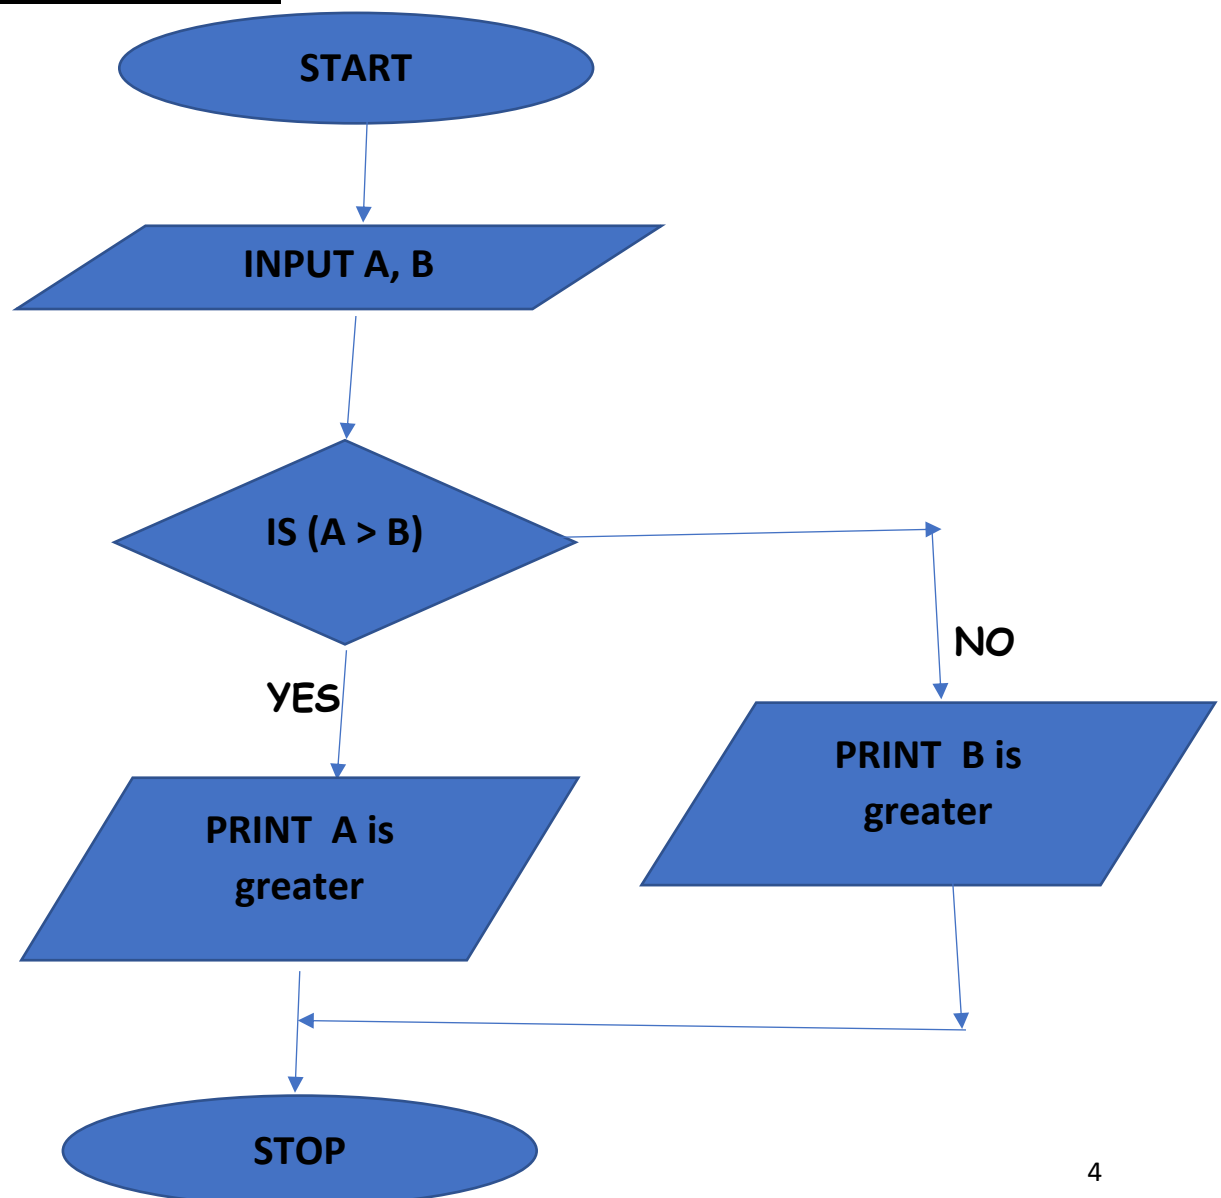 START
INPUT A, B
IS (A > B)
NO
YES
PRINT  B is
greater
PRINT  A is
greater
STOP
4